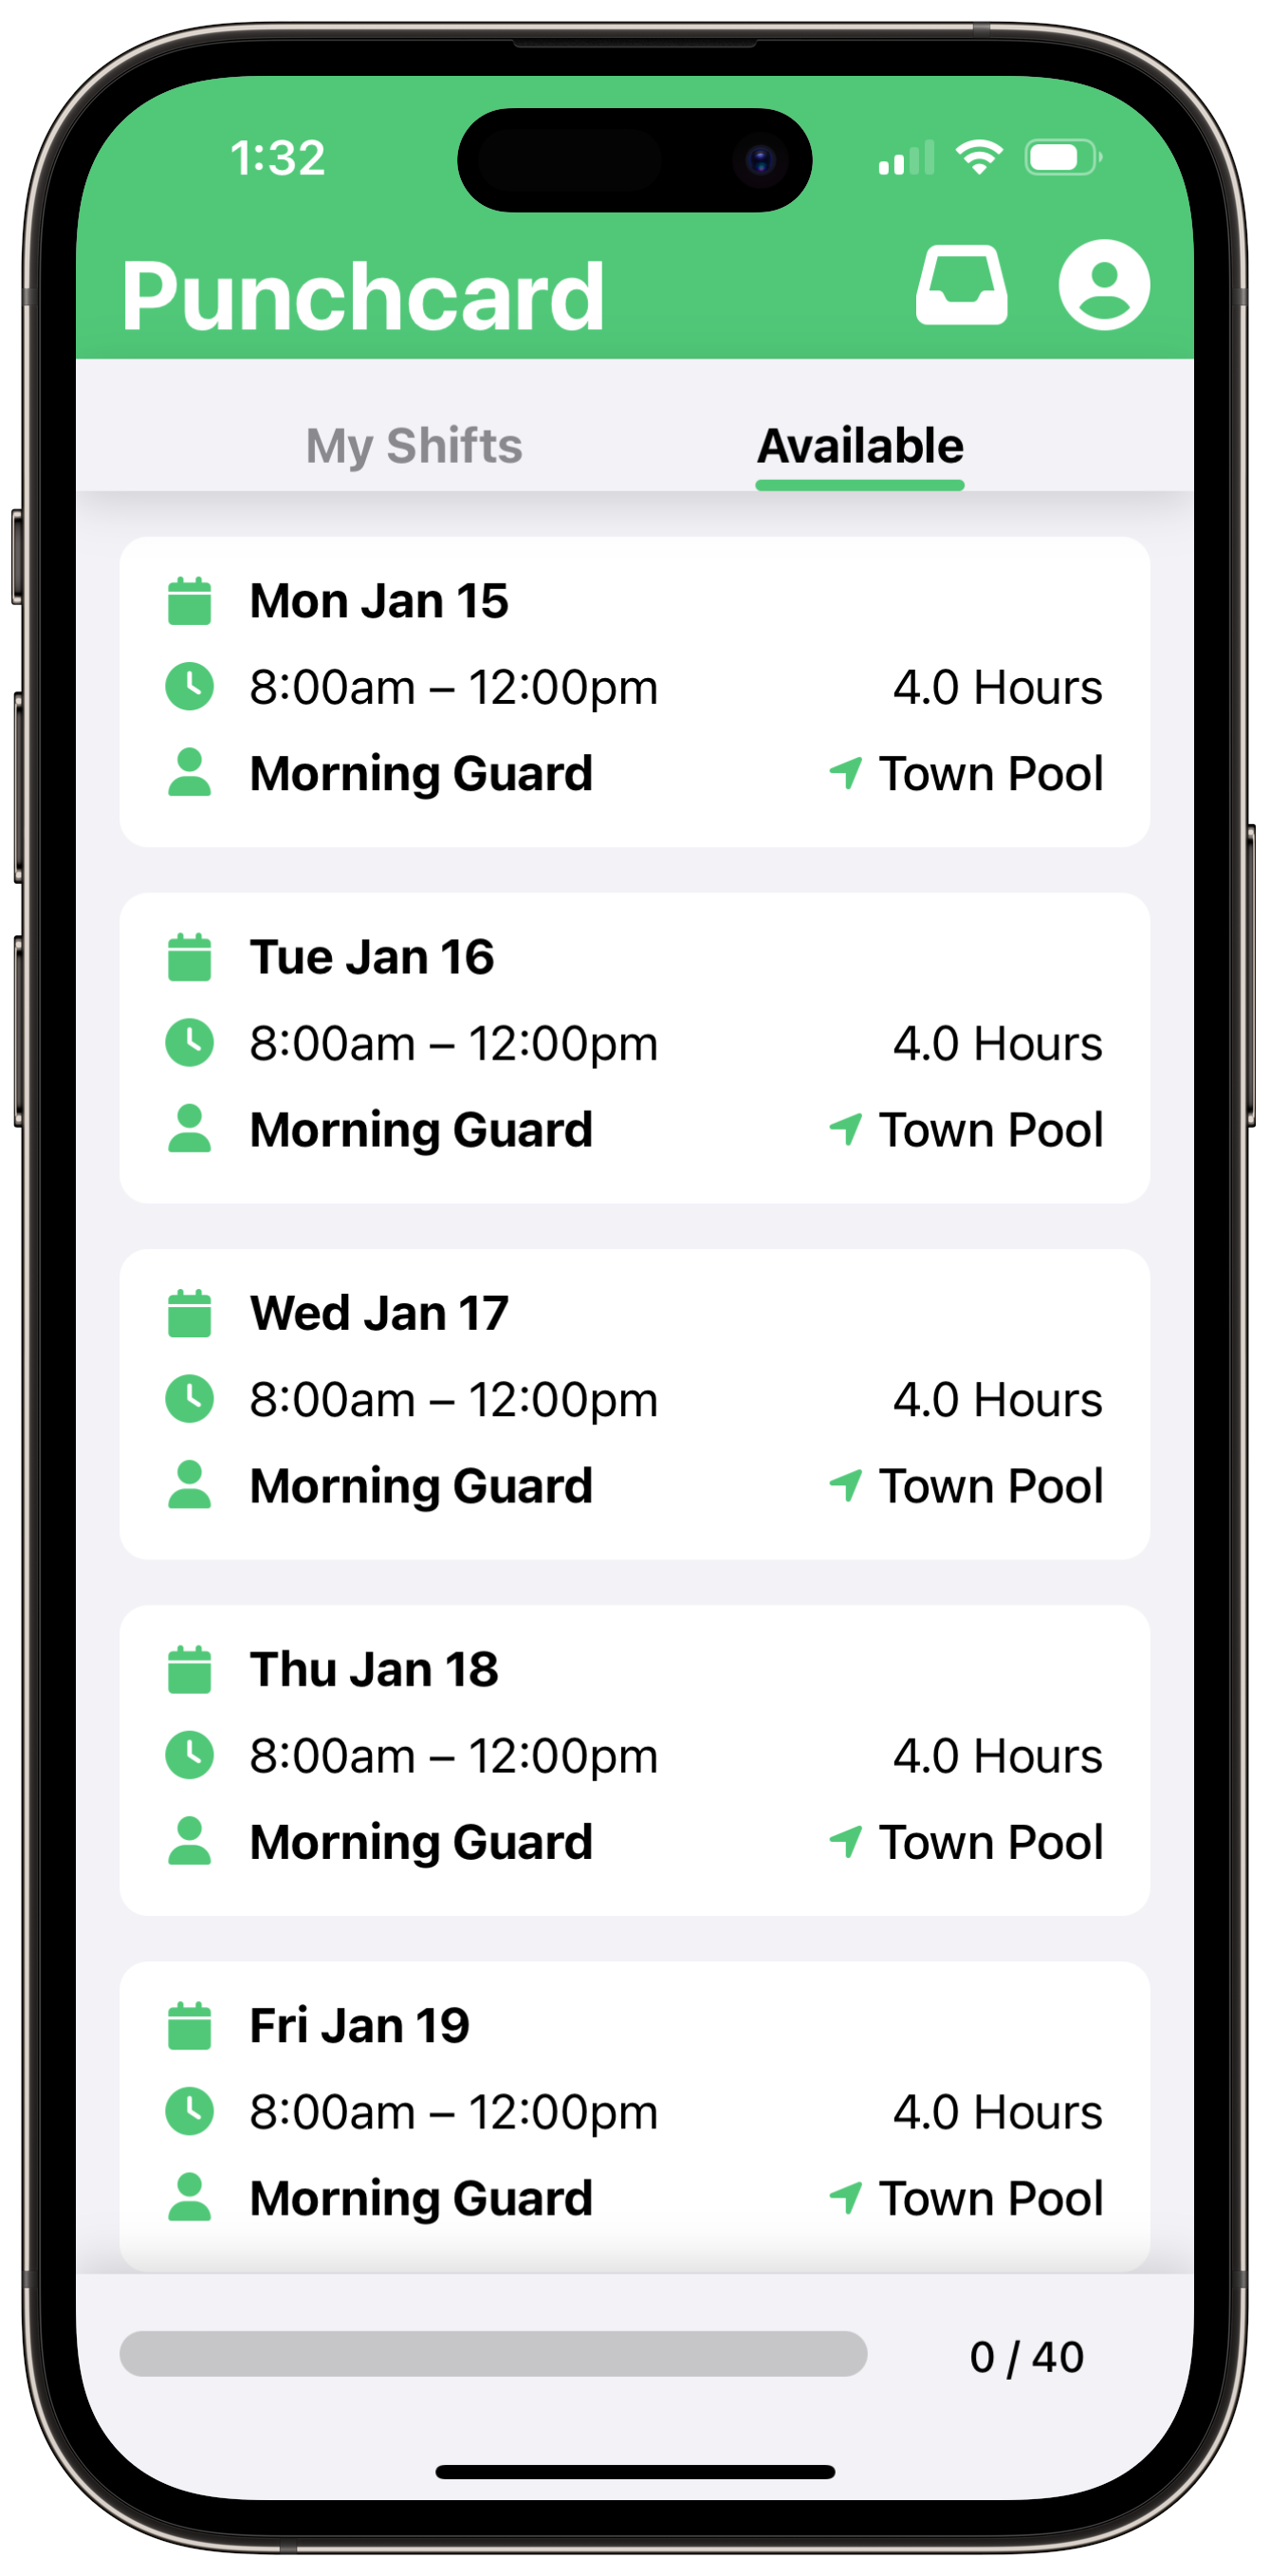 1:32
Punchcard
My Shifts Available
Mon Jan 15
8:00am – 12:00pm 4.0 Hours
Morning Guard Town Pool
Tue Jan 16
8:00am – 12:00pm 4.0 Hours
Morning Guard Town Pool
Wed Jan 17
8:00am – 12:00pm 4.0 Hours
Morning Guard Town Pool
Thu Jan 18
8:00am – 12:00pm 4.0 Hours
Morning Guard Town Pool
Fri Jan 19
8:00am – 12:00pm 4.0 Hours
Morning Guard Town Pool
0 / 40